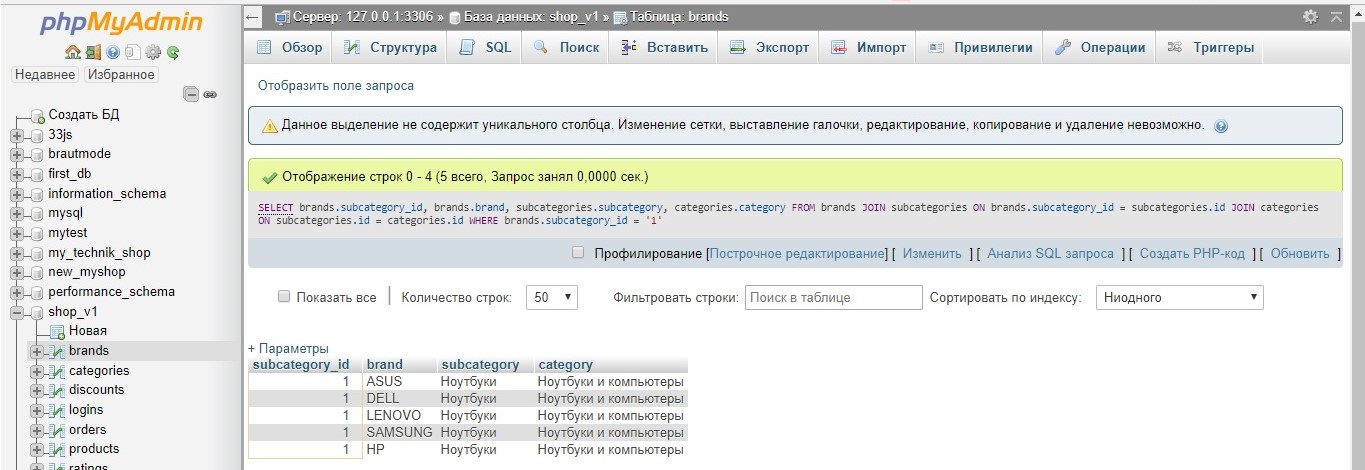 phpMyAdmin
Недавнее Избранное
Создать БД
33js
brautmode
first_db
information_schema
mysql
mytest
my_technik_shop
new_myshop
performance_schema
shop_v1
Новая
brands
categories
discounts
logins
orders
products
ratings
Сервер: 127.0.0.1:3306 » База данных: shop_v1 » Таблица: brands
Обзор Структура SQL Поиск Вставить Экспорт Импорт Привилегии Операции Триггеры
Отобразить поле запроса
Данное выделение не содержит уникального столбца. Изменение сетки, выставление галочки, редактирование, копирование и удаление невозможно.
Отображение строк 0 - 4 (5 всего, Запрос занял 0,0000 сек.)
SELECT brands.subcategory_id, brands.brand, subcategories.subcategory, categories.category FROM brands JOIN subcategories ON brands.subcategory_id = subcategories.id JOIN categories
ON subcategories.id = categories.id WHERE brands.subcategory_id = '1'
Профилирование [Построчное редактирование] [ Изменить ] [ Анализ SQL запроса ] [ Создать PHP-код ] [ Обновить ]
Показать все | Количество строк: 50 Фильтровать строки: Поиск в таблице Сортировать по индексу: Ниодного
+ Параметры
subcategory_id brand subcategory category
1 ASUS Ноутбуки Ноутбуки и компьютеры
1 DELL Ноутбуки Ноутбуки и компьютеры
1 LENOVO Ноутбуки Ноутбуки и компьютеры
1 SAMSUNG Ноутбуки Ноутбуки и компьютеры
1 HP Ноутбуки Ноутбуки и компьютеры